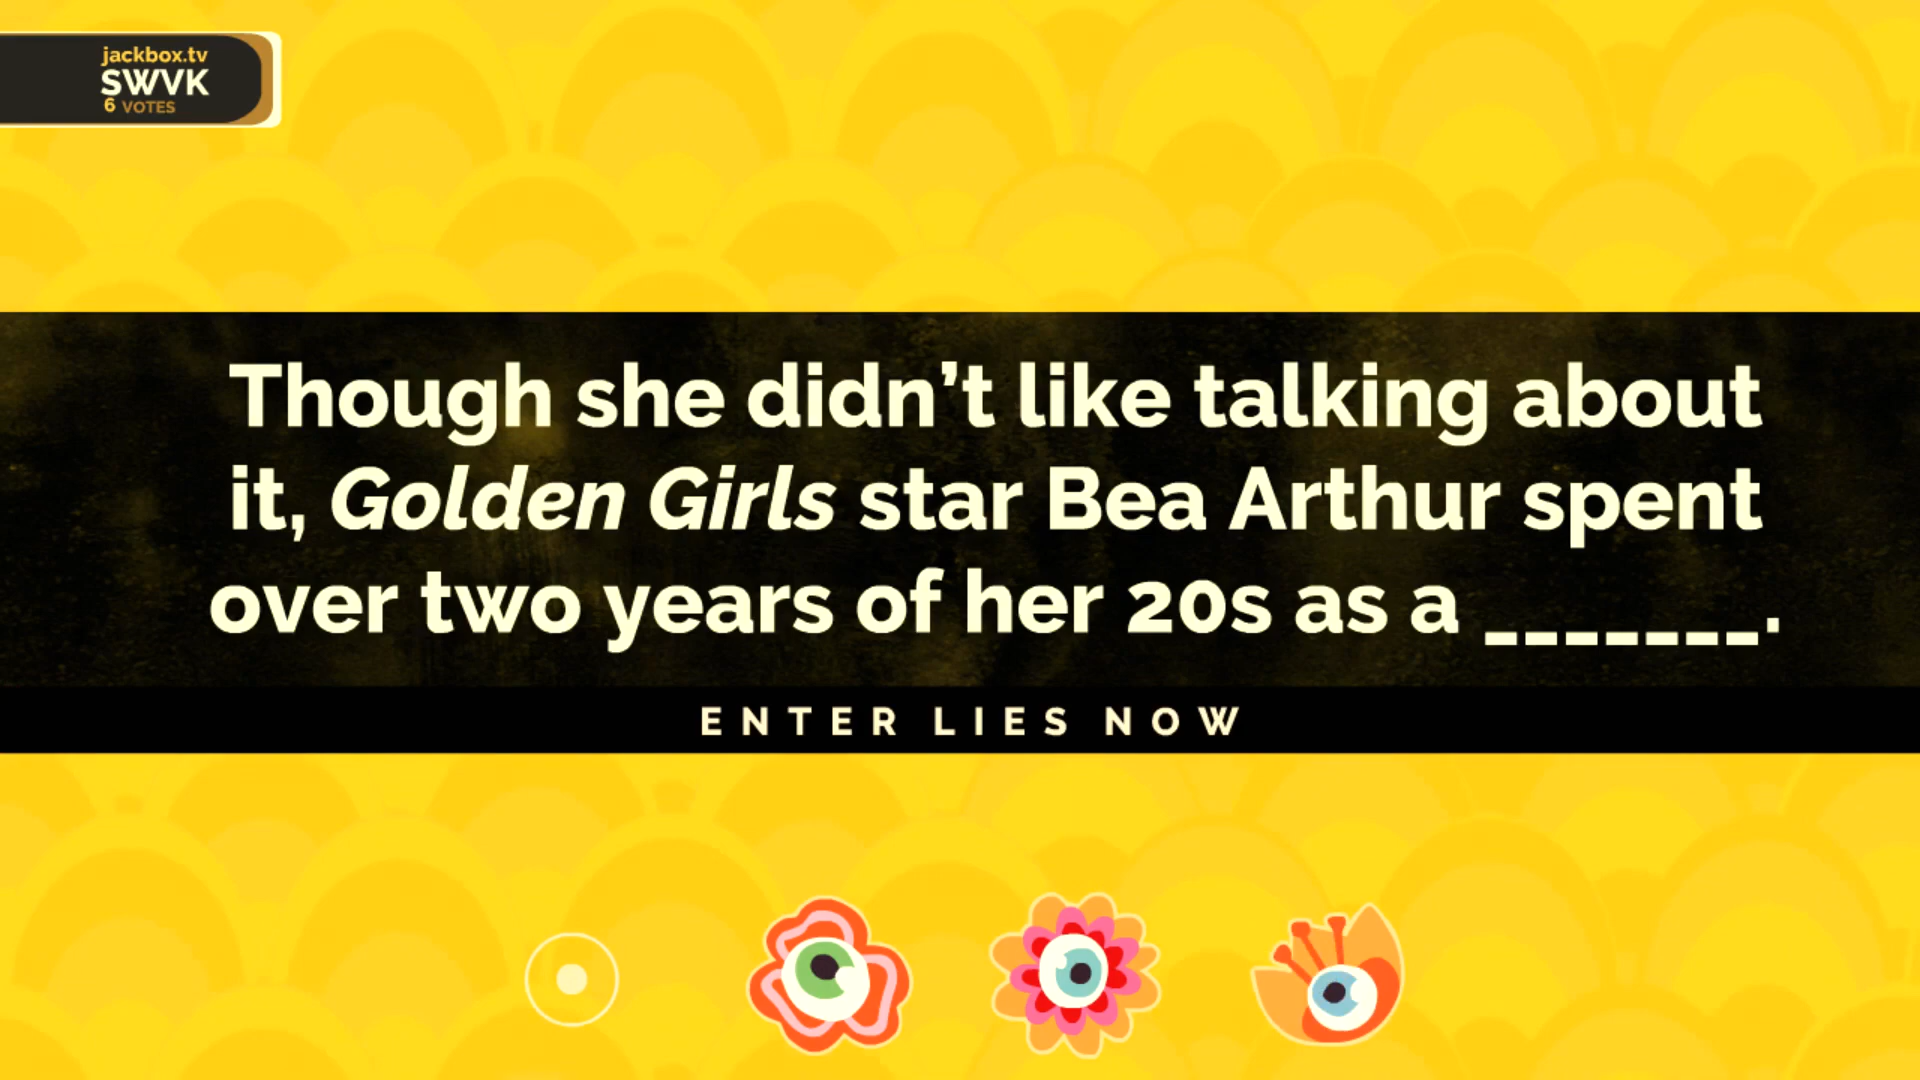 jackbox.tv
SWVK
6 VOTES
Though she didn’t like talking about
it, Golden Girls star Bea Arthur spent
over two years of her 20s as a _______.
ENTER LIES NOW